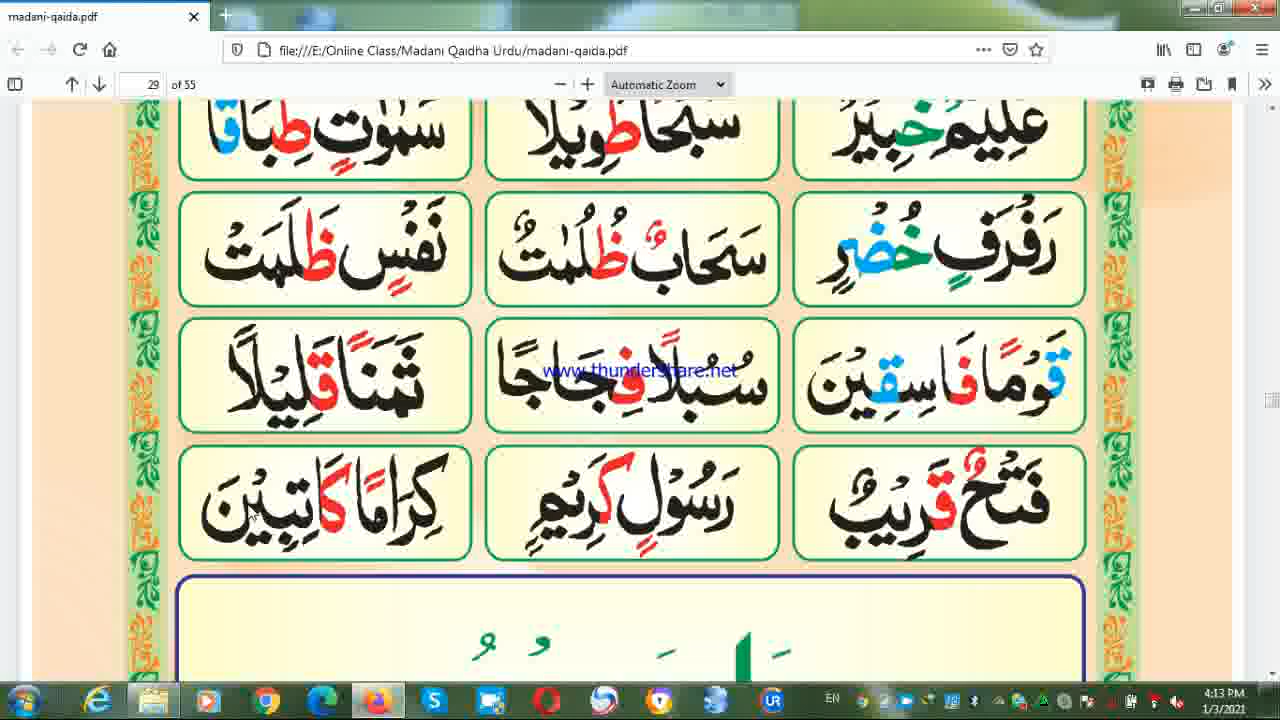 madani-qaida.pdf
file:///E:/Online Class/Madani Qaidha Urdu/madani-qaida.pdf
29 of 55 Automatic Zoom
عَلِيْمٌ خَبِيْرٌ سَبْحًا طَوِيْلًا سَمٰوٰتٍ طِبَاقًا
رَفْرَفٍ خُضْرٍ سَحَابٌ ظُلُمٰتٌ نَفْسٍ ظَلَمَتْ
قَوْمًا فَاسِقِيْنَ سُبُلًا فِجَاجًا ثَمَنًا قَلِيْلًا
www.thundershare.net
فَتْحٌ قَرِيْبٌ رَسُوْلٍ كَرِيْمٍ كِرَامًا كَاتِبِيْنَ
EN 4:13 PM
1/3/2021